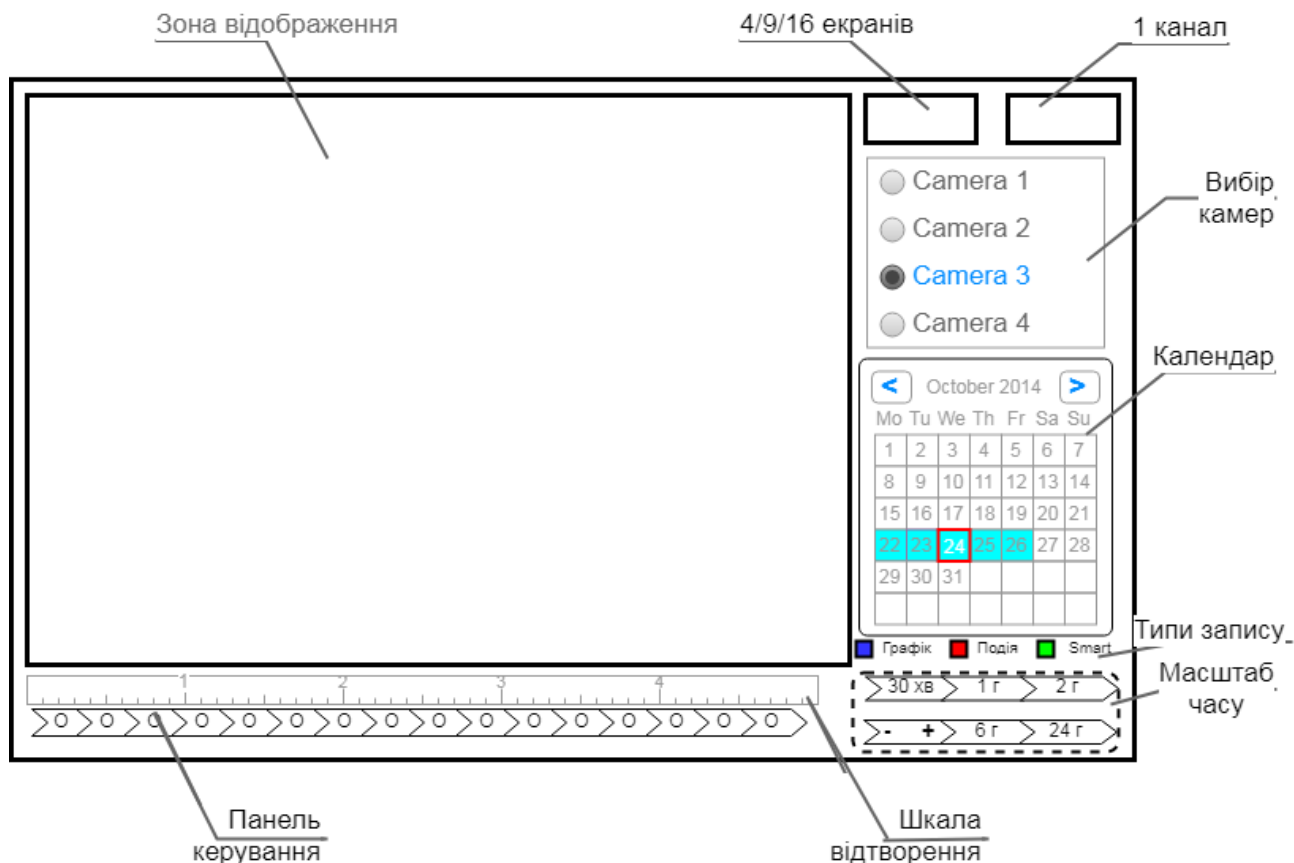 Зона відображення
4/9/16 екранів
1 канал
Camera 1
Camera 2
Camera 3
Camera 4
Вибір
камер
Календар
< October 2014 >
Mo Tu We Th Fr Sa Su
1 2 3 4 5 6 7
8 9 10 11 12 13 14
15 16 17 18 19 20 21
22 23 24 25 26 27 28
29 30 31
Графік Подія Smart
Типи запису
30 хв 1 г 2 г
- + 6 г 24 г
Масштаб
часу
1 2 3 4
O O O O O O O O O O O O O O O O
Панель
керування
Шкала
відтворення